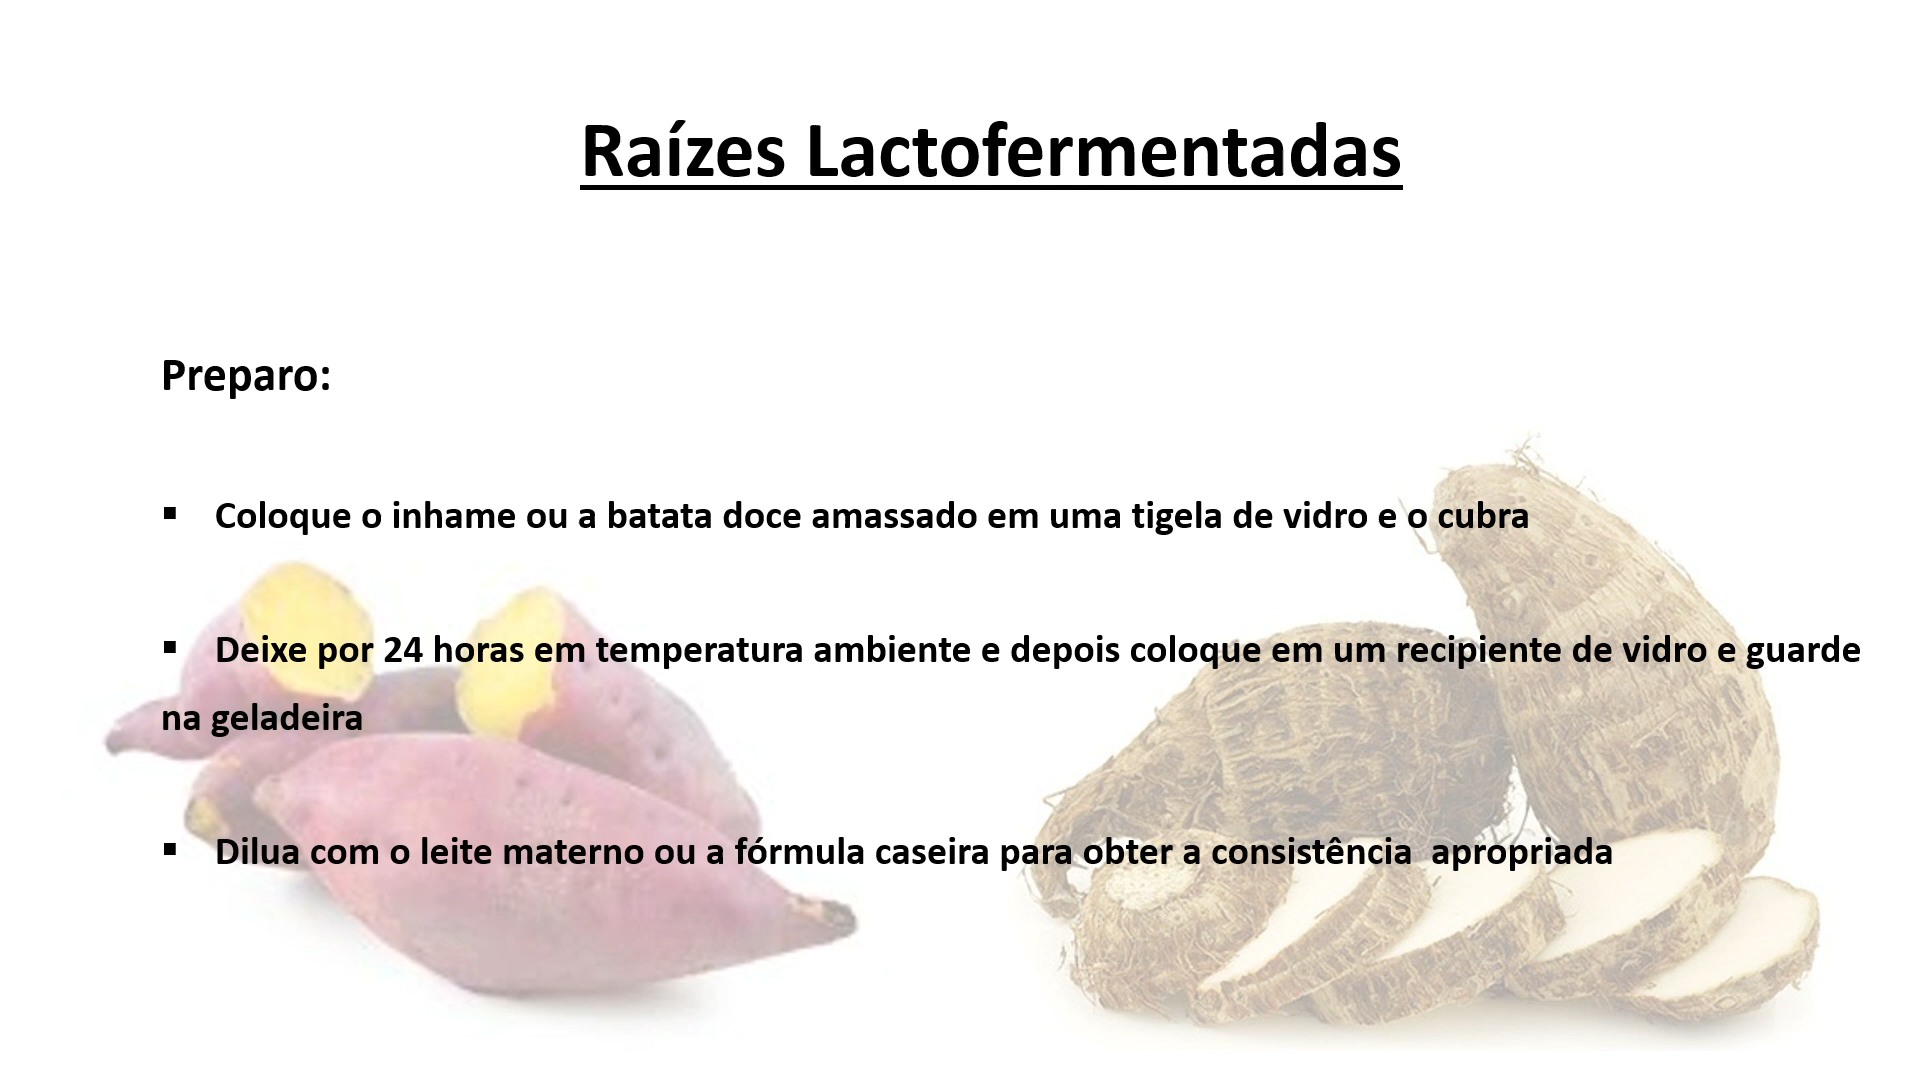 Raízes Lactofermentadas
Preparo:
▪ Coloque o inhame ou a batata doce amassado em uma tigela de vidro e o cubra
▪ Deixe por 24 horas em temperatura ambiente e depois coloque em um recipiente de vidro e guarde
na geladeira
▪ Dilua com o leite materno ou a fórmula caseira para obter a consistência  apropriada